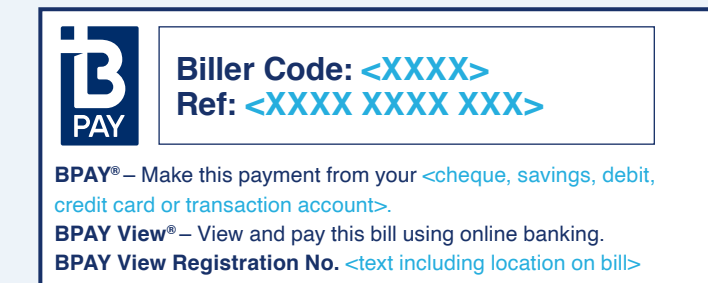 B
PAY
Biller Code: <XXXX>
Ref: <XXXX XXXX XXX>
BPAY® – Make this payment from your <cheque, savings, debit,
credit card or transaction account>.
BPAY View® – View and pay this bill using online banking.
BPAY View Registration No. <text including location on bill>